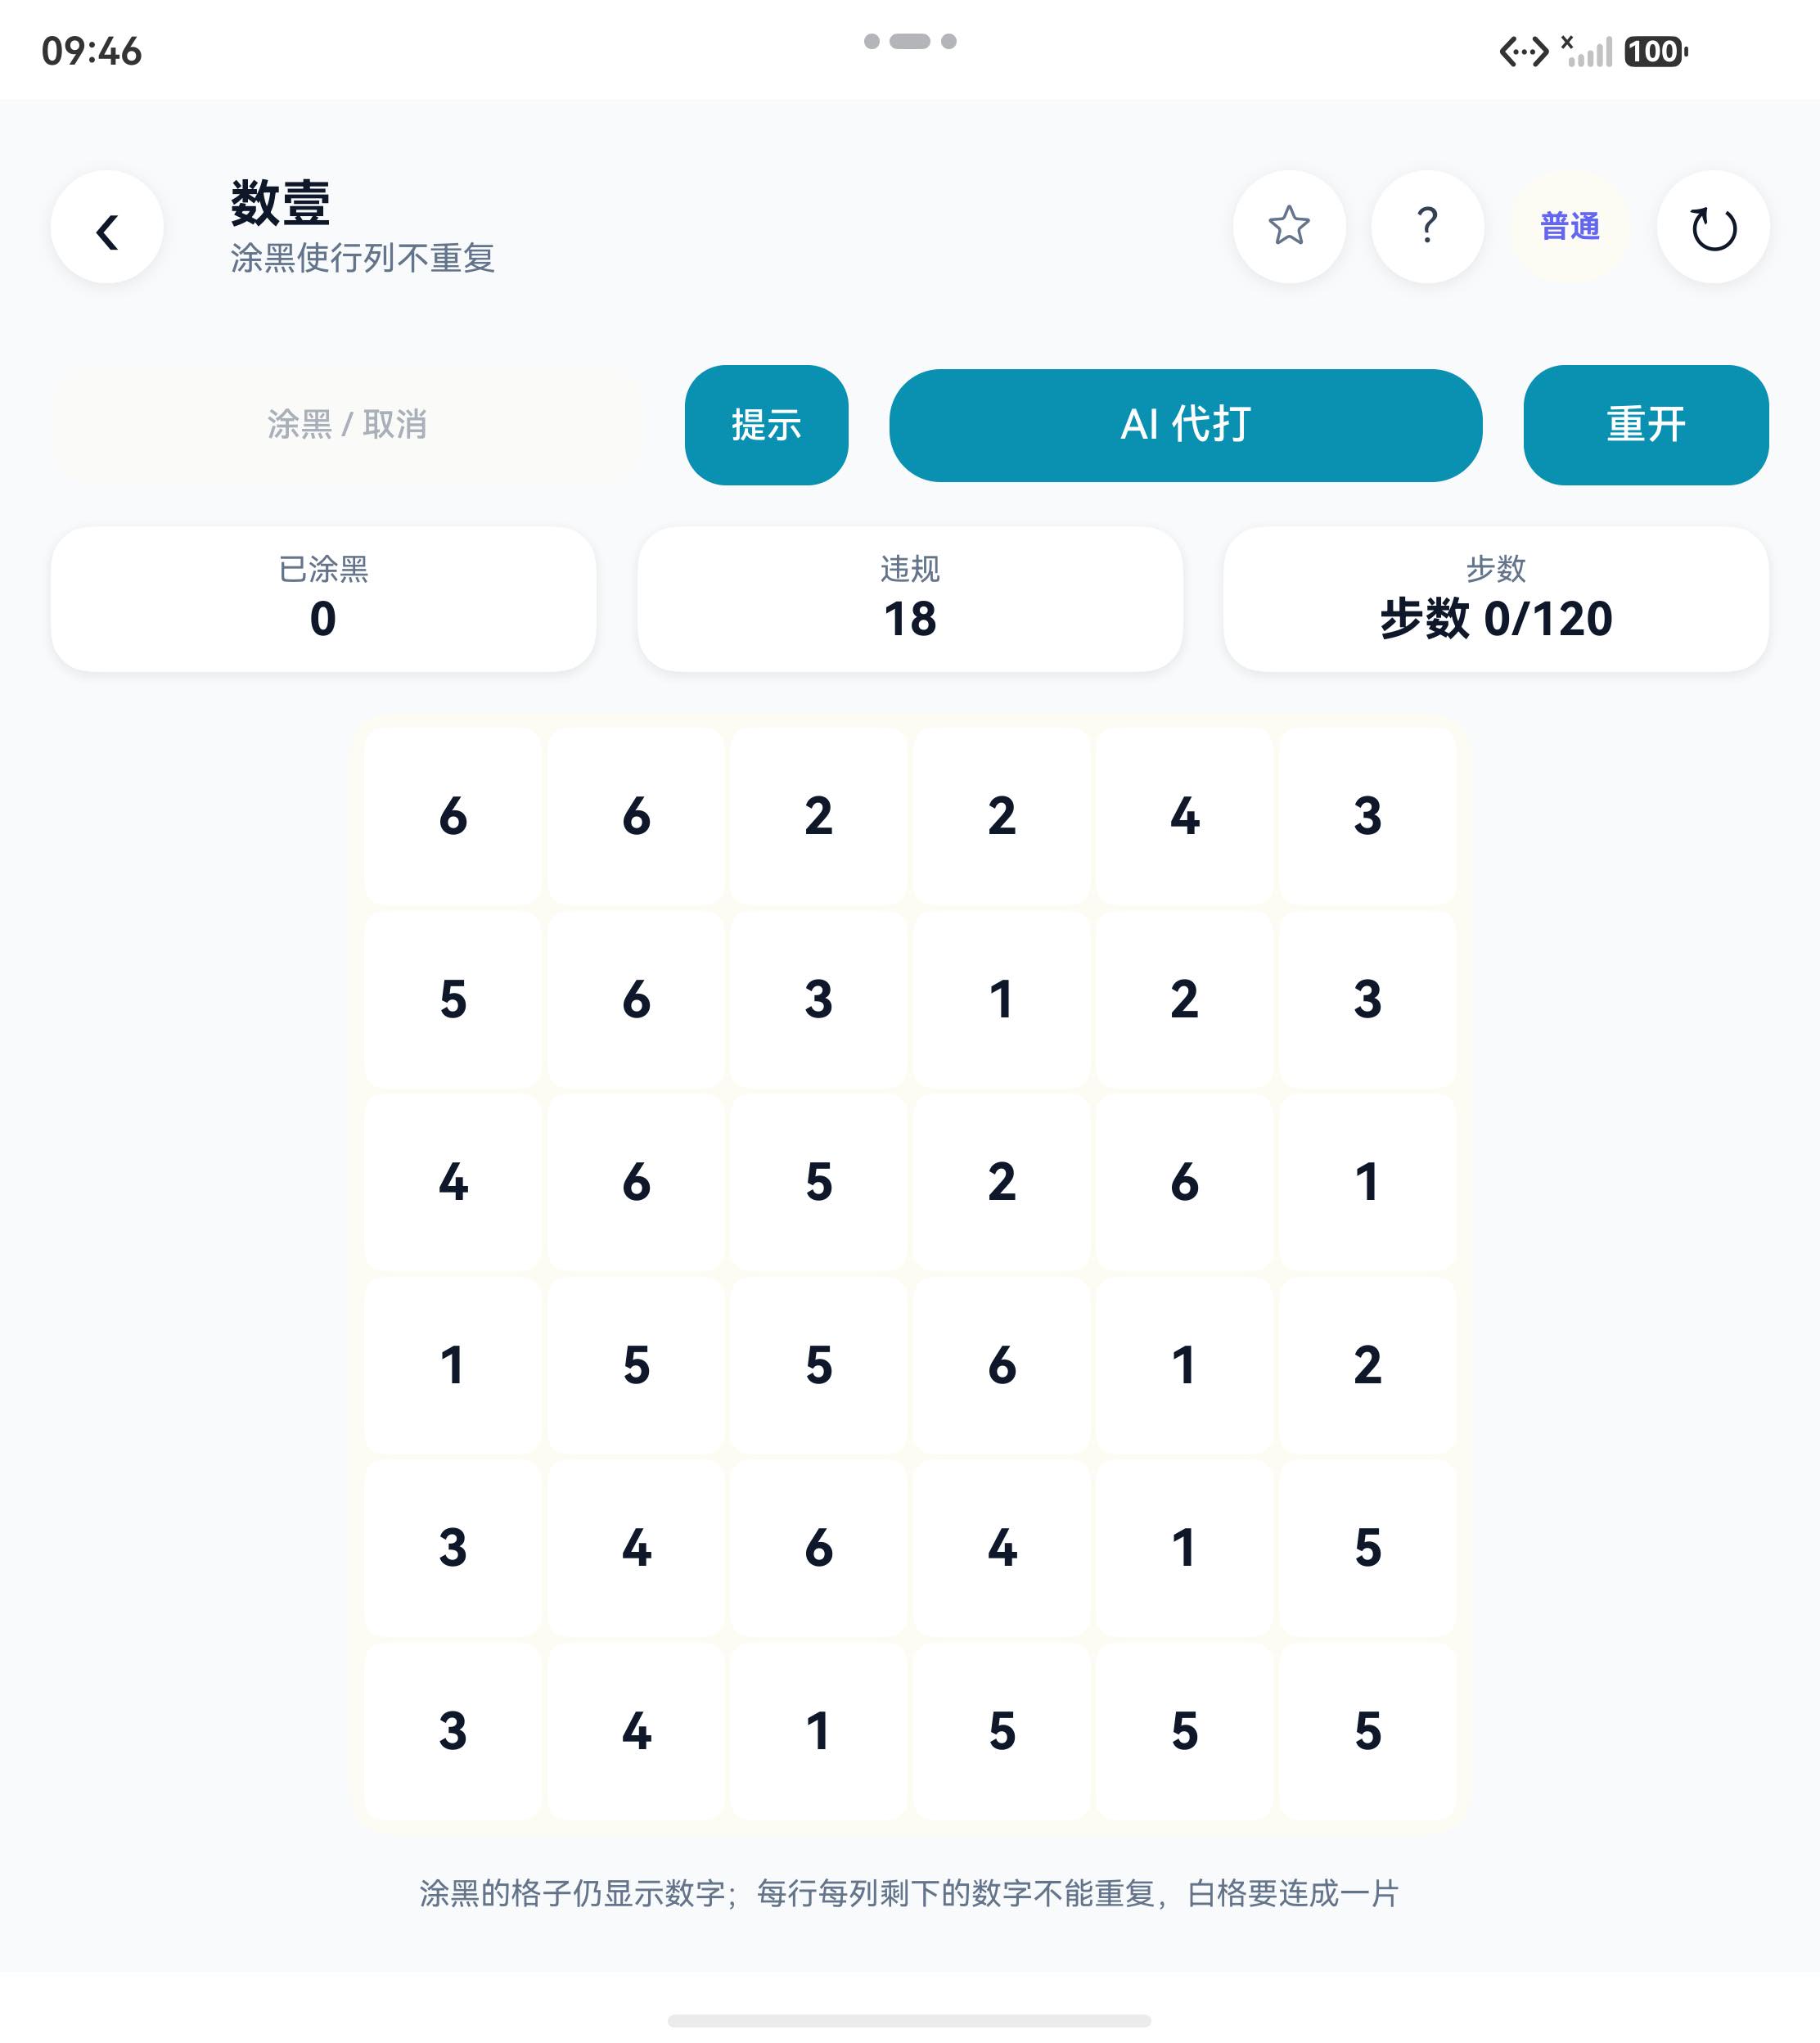 09:46
100
数壹
涂黑使行列不重复
?
普通
涂黑 / 取消
提示
AI 代打
重开
已涂黑
0
违规
18
步数
步数 0/120
6 6 2 2 4 3
5 6 3 1 2 3
4 6 5 2 6 1
1 5 5 6 1 2
3 4 6 4 1 5
3 4 1 5 5 5
涂黑的格子仍显示数字；每行每列剩下的数字不能重复，白格要连成一片